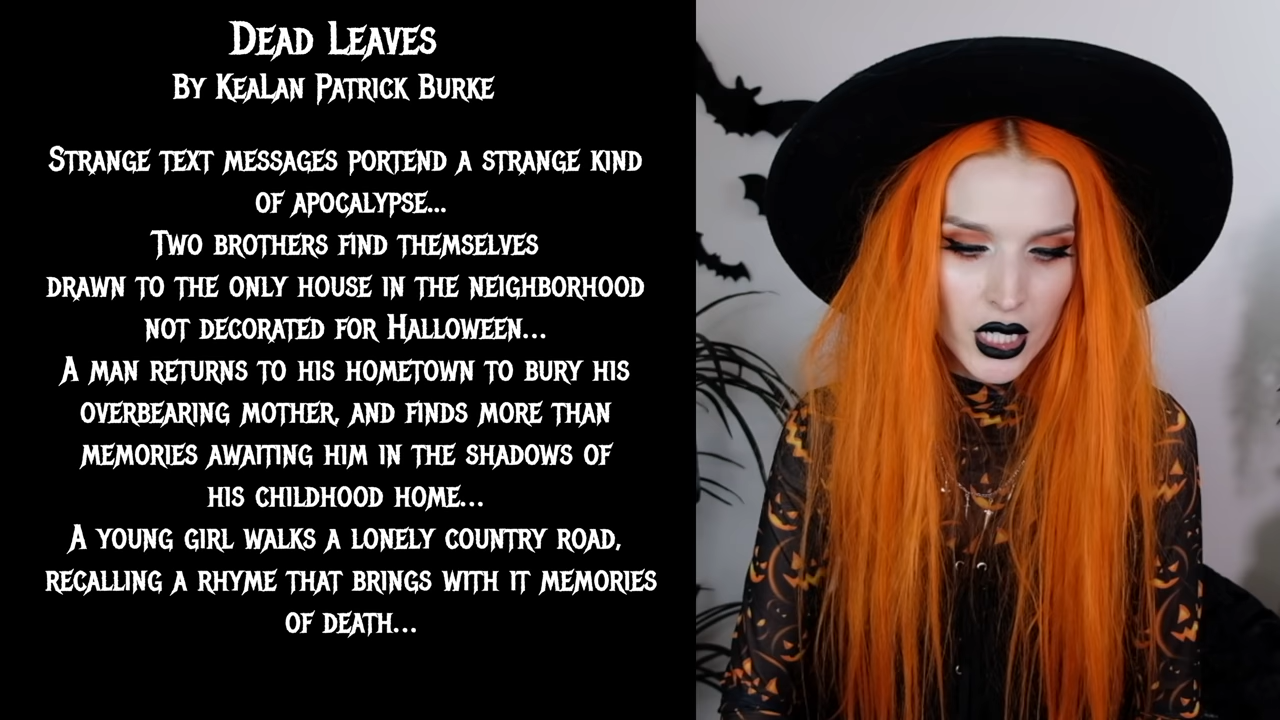 Dead Leaves
By Kealan Patrick Burke
Strange text messages portend a strange kind
of apocalypse...
Two brothers find themselves
drawn to the only house in the neighborhood
not decorated for Halloween...
A man returns to his hometown to bury his
overbearing mother, and finds more than
memories awaiting him in the shadows of
his childhood home...
A young girl walks a lonely country road,
recalling a rhyme that brings with it memories
of death...